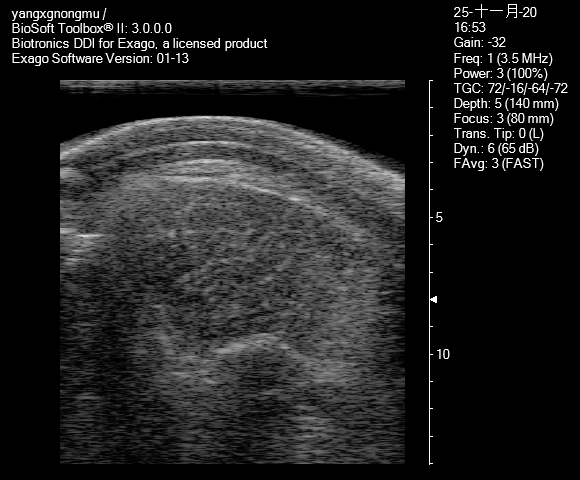 yangxgnongmu /
BioSoft Toolbox® II: 3.0.0.0
Biotronics DDI for Exago, a licensed product
Exago Software Version: 01-13
25-十一月-20
16:53
Gain: -32
Freq: 1 (3.5 MHz)
Power: 3 (100%)
TGC: 72/-16/-64/-72
Depth: 5 (140 mm)
Focus: 3 (80 mm)
Trans. Tip: 0 (L)
Dyn.: 6 (65 dB)
FAvg: 3 (FAST)
5
10